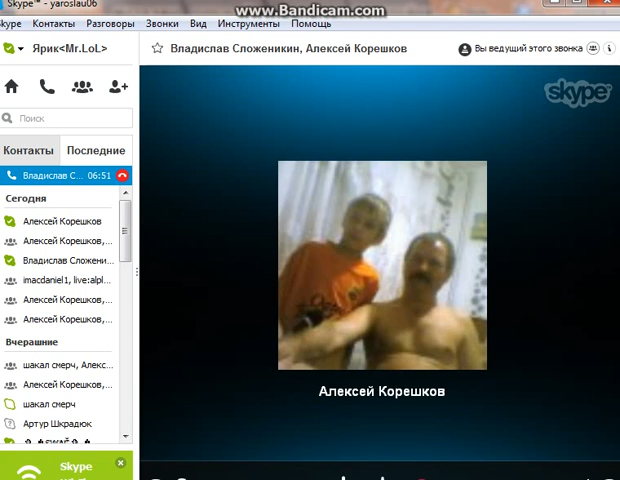 www.Bandicam.com
Skype™ - yaroslau06
Skype Контакты Разговоры Звонки Вид Инструменты Помощь
Ярик<Mr.LoL>
Владислав Сложеникин, Алексей Корешков
Вы ведущий этого звонка
skype
Поиск
Контакты Последние
Владислав С... 06:51
Сегодня
Алексей Корешков
Алексей Корешков,...
Владислав Сложени...
imacdaniel1, live:alpl...
Алексей Корешков,...
Алексей Корешков,...
Вчерашние
шакал смерч, Алекс...
Алексей Корешков,...
шакал смерч
Артур Шкрадюк
Алексей Корешков
Skype